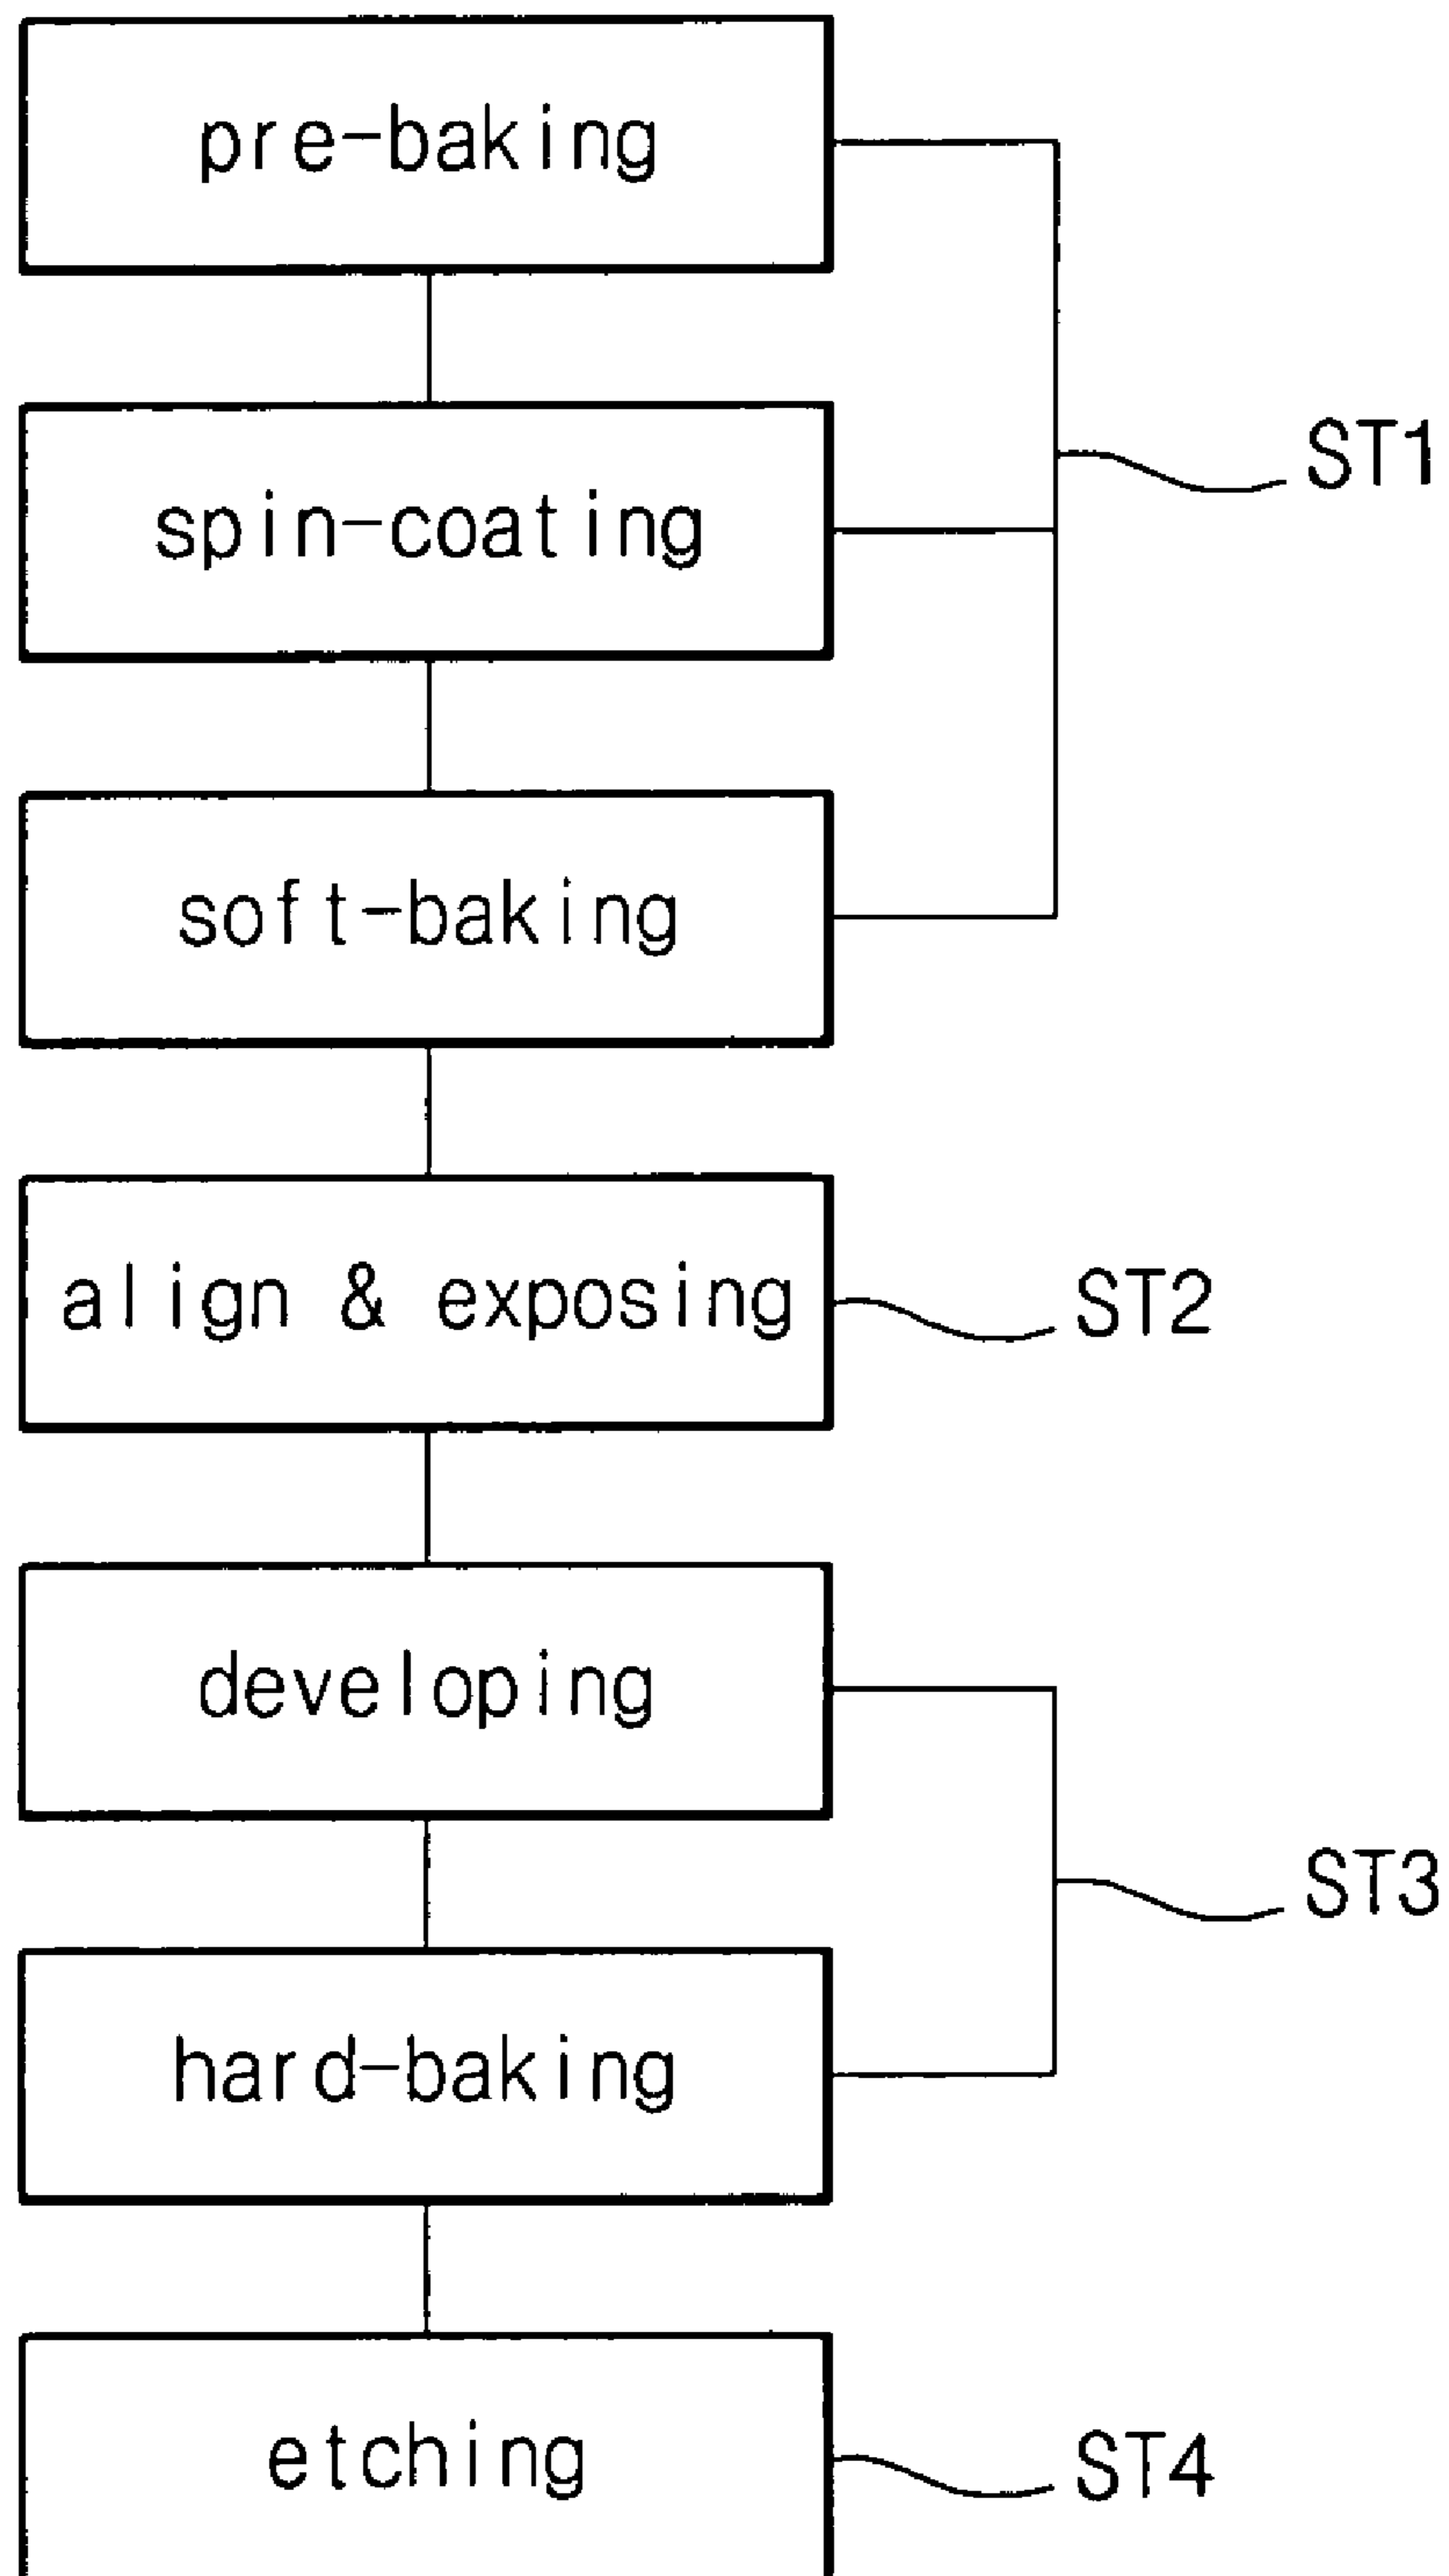 pre-baking
spin-coating
ST1
soft-baking
align & exposing
ST2
developing
ST3
hard-baking
etching
ST4